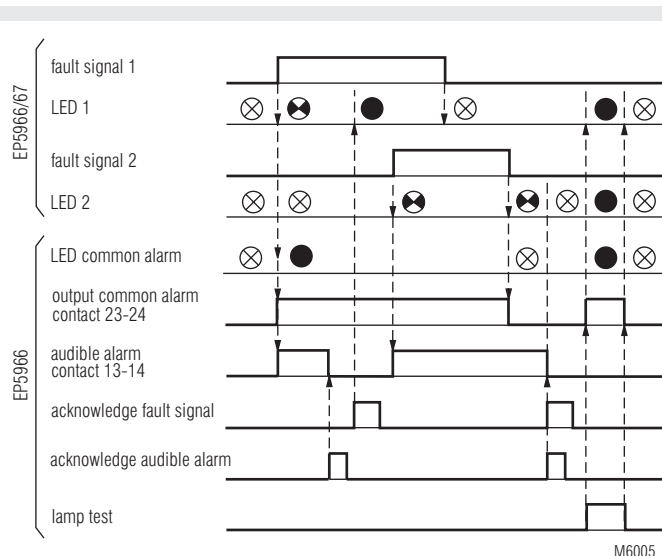 EP5966/67
fault signal 1
LED 1
fault signal 2
LED 2
EP5966
LED common alarm
output common alarm
contact 23-24
audible alarm
contact 13-14
acknowledge fault signal
acknowledge audible alarm
lamp test
M6005